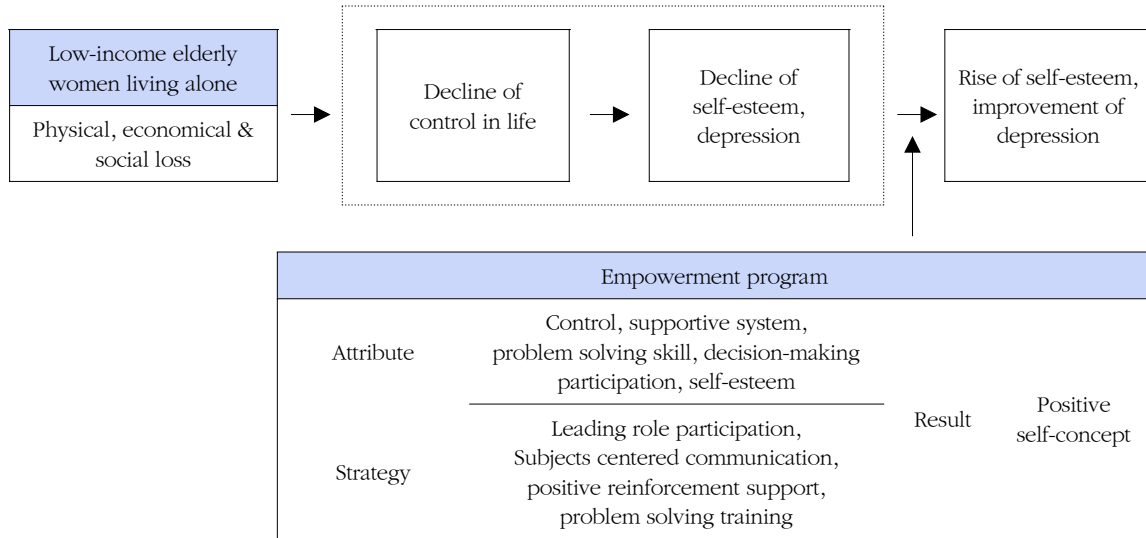 Low-income elderly
women living alone
Physical, economical &
social loss
Decline of
control in life
Decline of
self-esteem,
depression
Rise of self-esteem,
improvement of
depression
Empowerment program
Attribute
Control, supportive system,
problem solving skill, decision-making
participation, self-esteem
Strategy
Leading role participation,
Subjects centered communication,
positive reinforcement support,
problem solving training
Result
Positive
self-concept